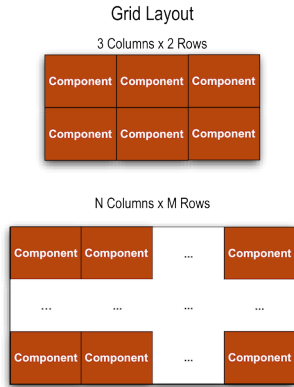 Grid Layout
3 Columns x 2 Rows
Component Component Component
Component Component Component
N Columns x M Rows
Component Component ... Component
... ... ... ...
Component Component ... Component